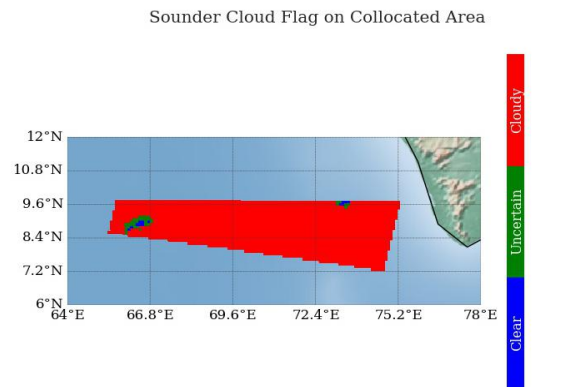 Sounder Cloud Flag on Collocated Area
12°N
10.8°N
9.6°N
8.4°N
7.2°N
6°N
64°E 66.8°E 69.6°E 72.4°E 75.2°E 78°E
Cloudy
Uncertain
Clear